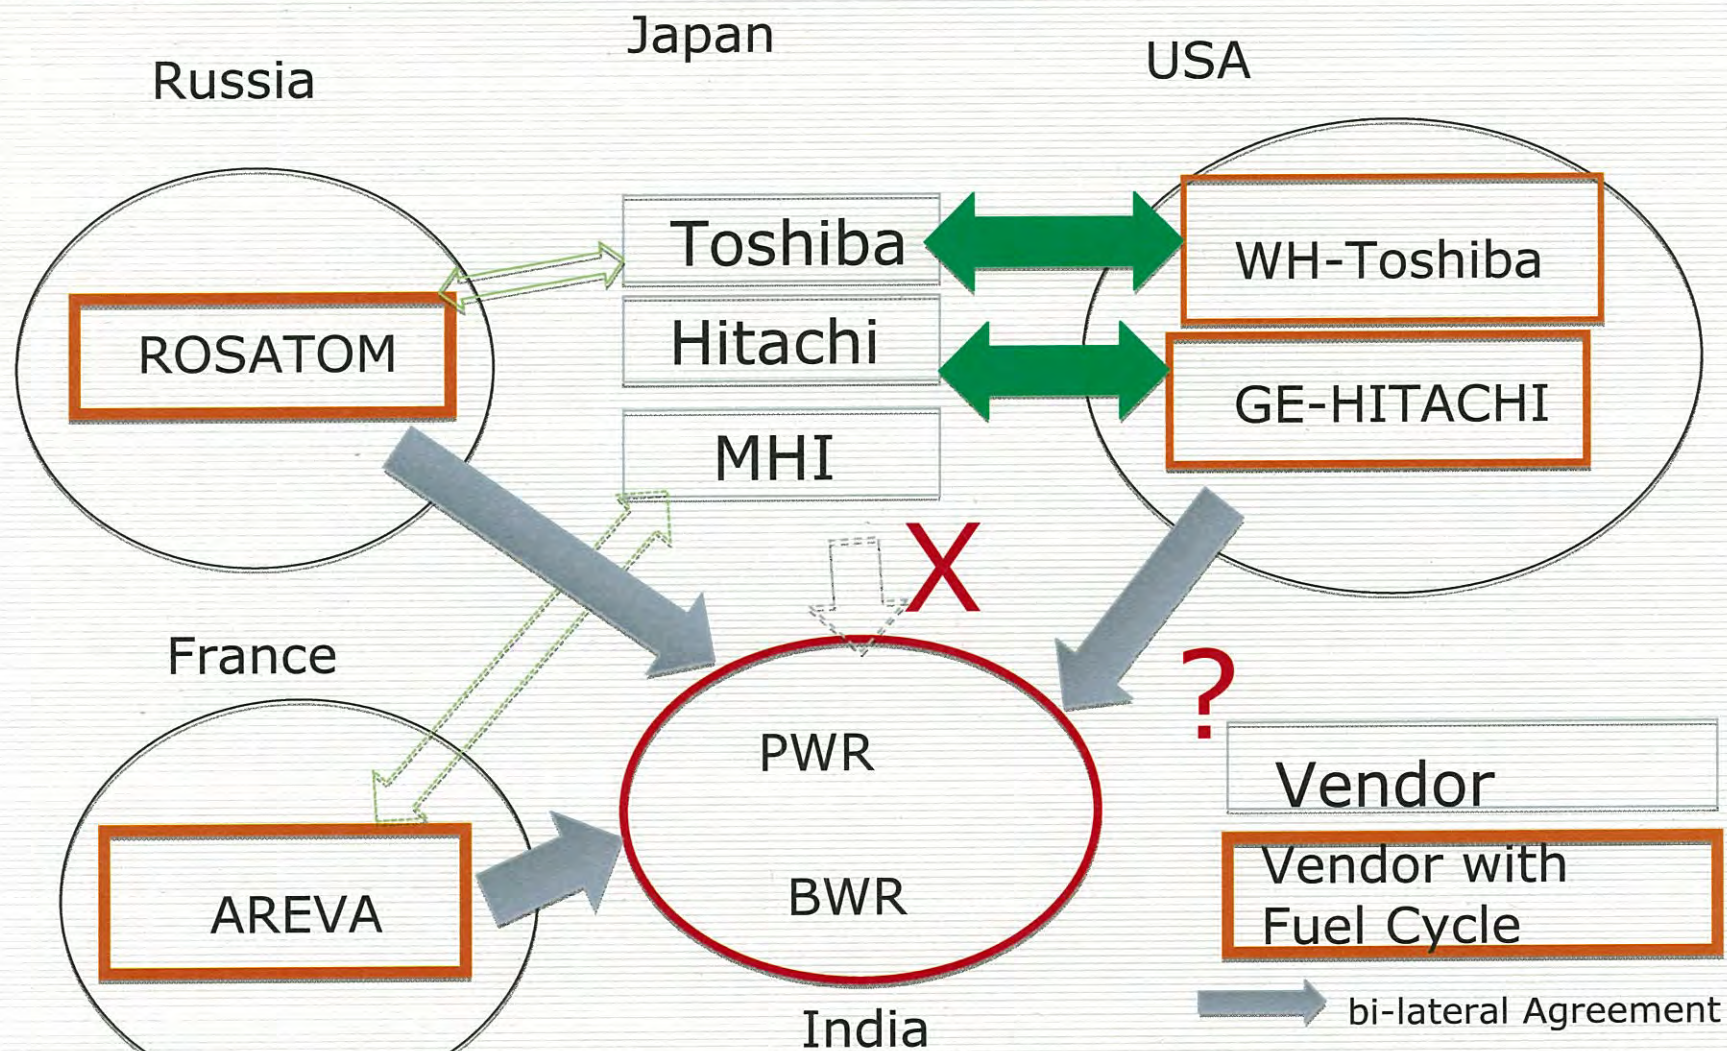 Japan
Russia
USA
Toshiba
WH-Toshiba
Hitachi
ROSATOM
GE-HITACHI
MHI
X
France
?
PWR
Vendor
BWR
AREVA
Vendor with
Fuel Cycle
India
bi-lateral Agreement